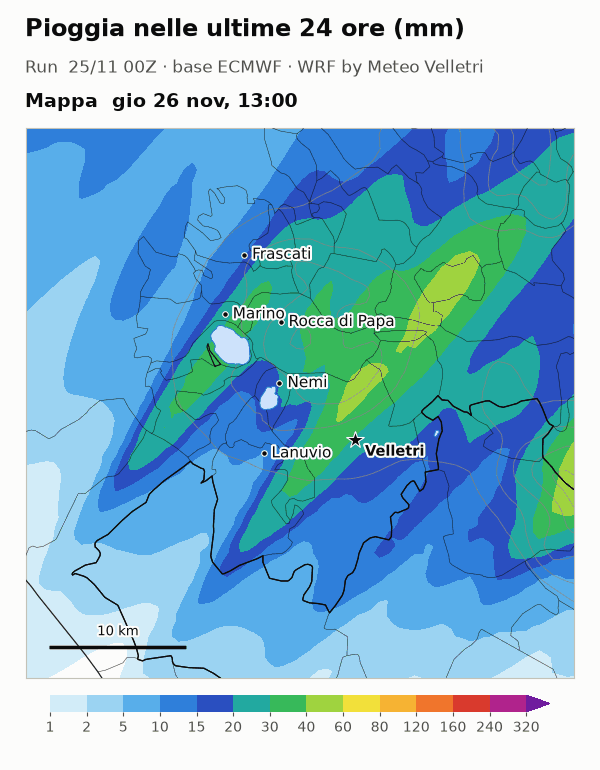 Pioggia nelle ultime 24 ore (mm)
Run  25/11 00Z · base ECMWF · WRF by Meteo Velletri
Mappa  gio 26 nov, 13:00
Frascati
Marino
Rocca di Papa
Nemi
Velletri
Lanuvio
10 km
1 2 5 10 15 20 30 40 60 80 120 160 240 320